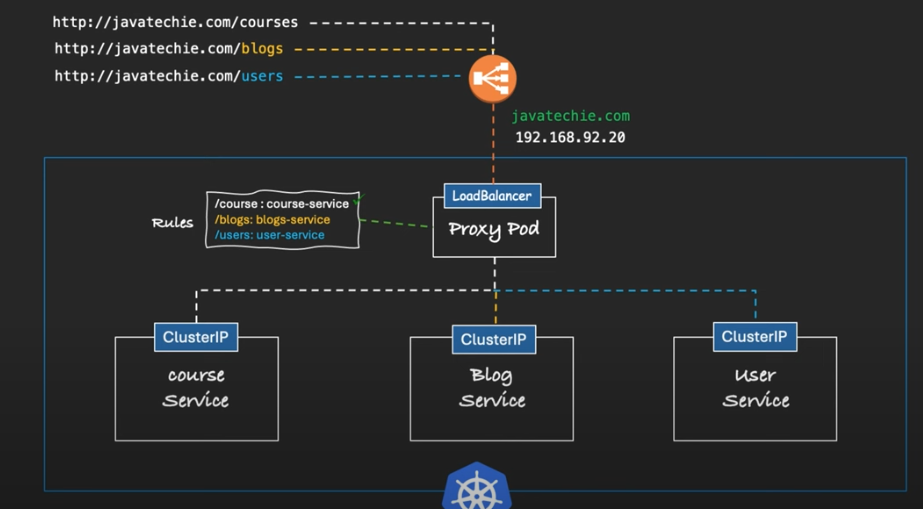 http://javatechie.com/courses
http://javatechie.com/blogs
http://javatechie.com/users
javatechie.com
192.168.92.20
LoadBalancer
Proxy Pod
Rules
/course : course-service
/blogs: blogs-service
/users: user-service
ClusterIP
course
Service
ClusterIP
Blog
Service
ClusterIP
User
Service